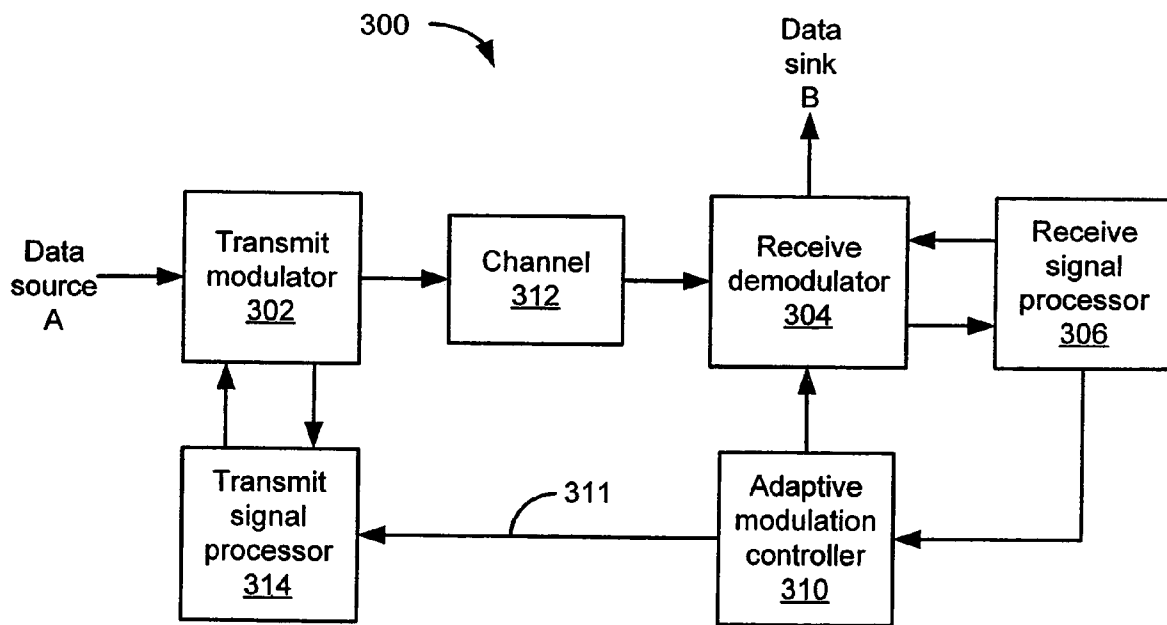 300
Data
sink
B
Data
source
A
Transmit
modulator
302
Channel
312
Receive
demodulator
304
Receive
signal
processor
306
Transmit
signal
processor
314
311
Adaptive
modulation
controller
310